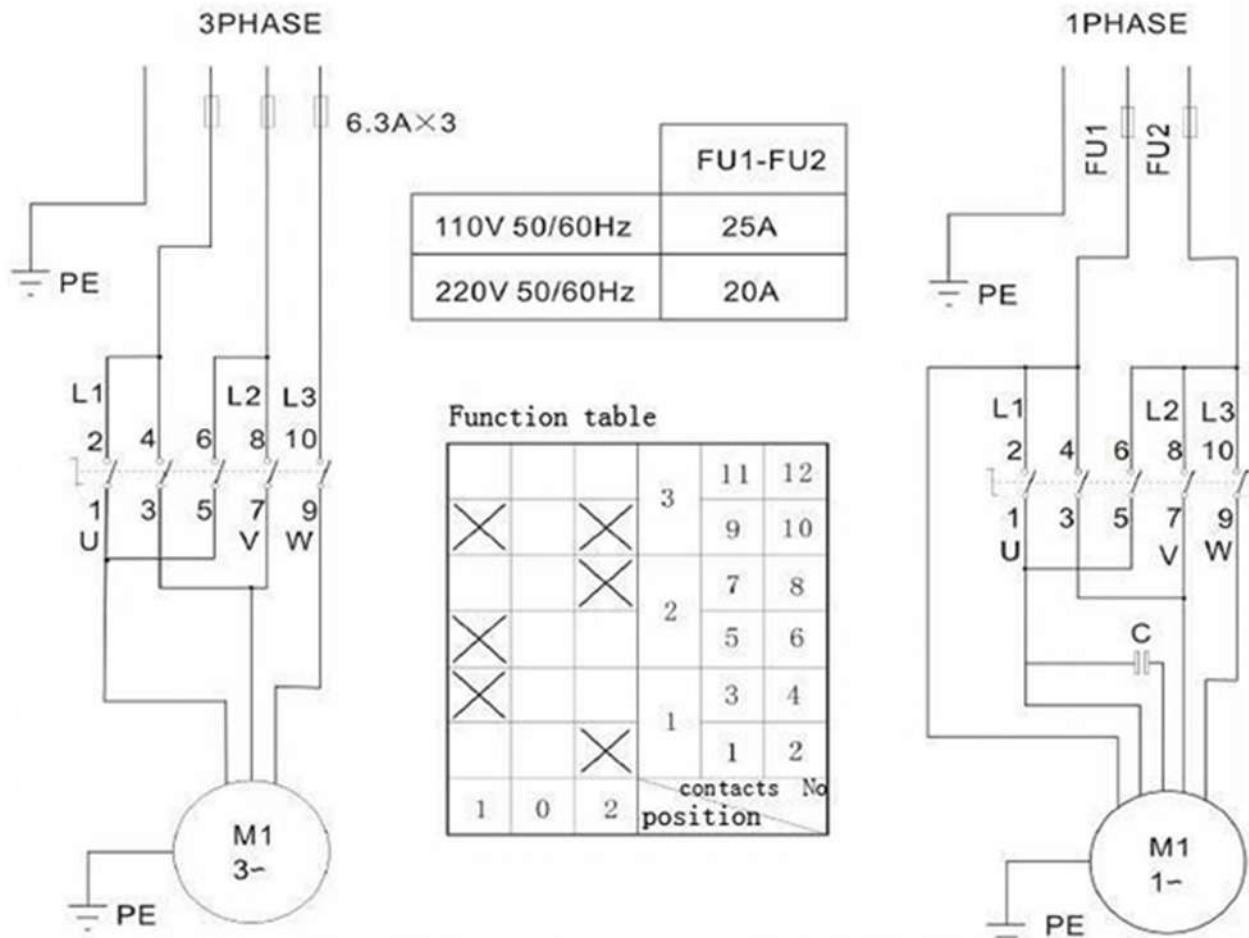 3PHASE
6.3A×3
PE
L1 L2 L3
2 4 6 8 10
1 3 5 7 9
U V W
M1
3~
PE
FU1-FU2
110V 50/60Hz 25A
220V 50/60Hz 20A
Function table
3 11 12
9 10
7 8
2
5 6
3 4
1
1 2
contacts No
1 0 2 position
1PHASE
FU1 FU2
PE
L1 L2 L3
2 4 6 8 10
1 3 5 7 9
U V W
C
M1
1~
PE